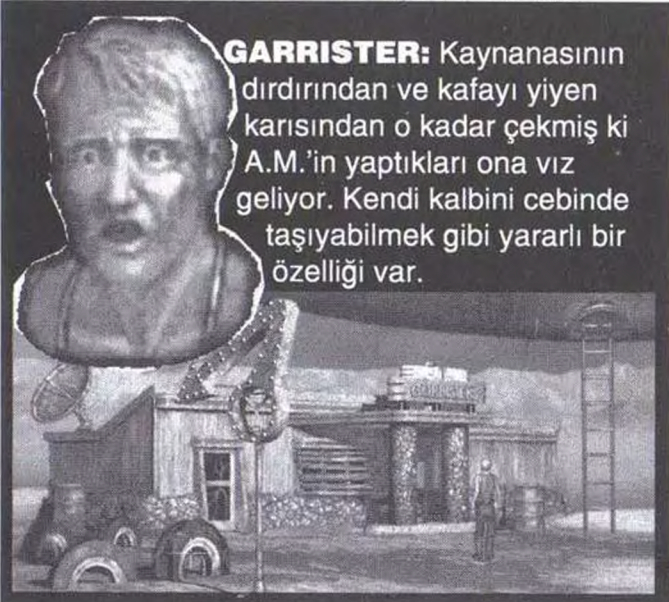 GARRISTER: Kaynanasının
dırdırından ve kafayı yiyen
karısından o kadar çekmiş ki
A.M.'in yaptıkları ona vız
geliyor. Kendi kalbini cebinde
taşıyabilmek gibi yararlı bir
özelliği var.